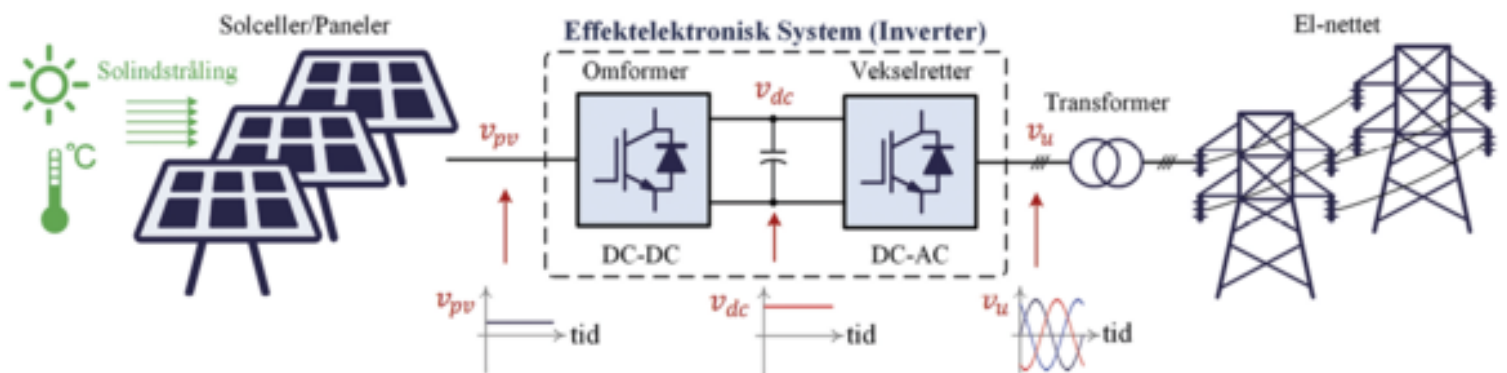 Solceller/Paneler
Effektelektronisk System (Inverter)
El-nettet
Solindstråling
Omformer
Vekselretter
Transformer
°C
v_pv
v_dc
v_u
DC-DC
DC-AC
v_pv
tid
v_dc
tid
v_u
tid